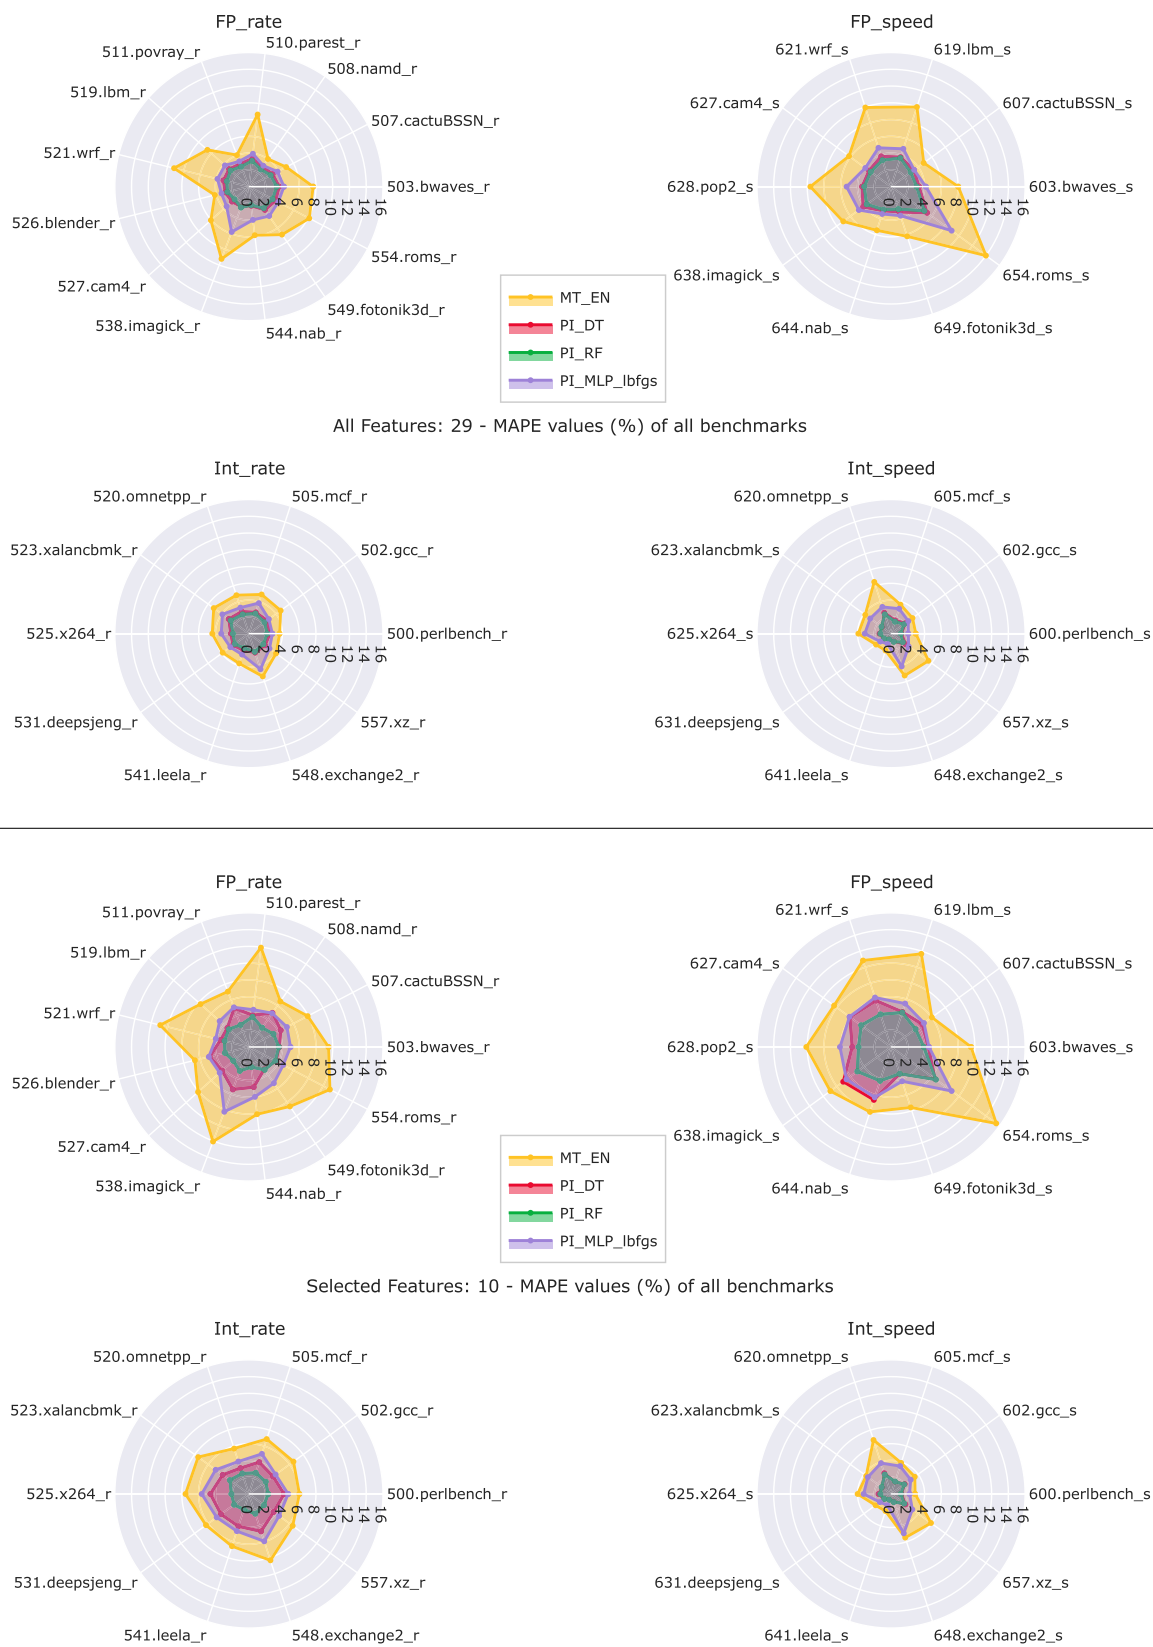 FP_rate
FP_speed
510.parest_r
511.povray_r
508.namd_r
519.lbm_r
507.cactuBSSN_r
521.wrf_r
503.bwaves_r
0 2 4 6 8 10 12 14 16
526.blender_r
554.roms_r
527.cam4_r
549.fotonik3d_r
538.imagick_r
544.nab_r
621.wrf_s
619.lbm_s
627.cam4_s
607.cactuBSSN_s
628.pop2_s
603.bwaves_s
0 2 4 6 8 10 12 14 16
638.imagick_s
654.roms_s
644.nab_s
649.fotonik3d_s
MT_EN
PI_DT
PI_RF
PI_MLP_lbfgs
All Features: 29 - MAPE values (%) of all benchmarks
Int_rate
Int_speed
520.omnetpp_r
505.mcf_r
523.xalancbmk_r
502.gcc_r
525.x264_r
500.perlbench_r
0 2 4 6 8 10 12 14 16
531.deepsjeng_r
557.xz_r
541.leela_r
548.exchange2_r
620.omnetpp_s
605.mcf_s
623.xalancbmk_s
602.gcc_s
625.x264_s
600.perlbench_s
0 2 4 6 8 10 12 14 16
631.deepsjeng_s
657.xz_s
641.leela_s
648.exchange2_s
FP_rate
FP_speed
510.parest_r
511.povray_r
508.namd_r
519.lbm_r
507.cactuBSSN_r
521.wrf_r
503.bwaves_r
0 2 4 6 8 10 12 14 16
526.blender_r
554.roms_r
527.cam4_r
549.fotonik3d_r
538.imagick_r
544.nab_r
621.wrf_s
619.lbm_s
627.cam4_s
607.cactuBSSN_s
628.pop2_s
603.bwaves_s
0 2 4 6 8 10 12 14 16
638.imagick_s
654.roms_s
644.nab_s
649.fotonik3d_s
MT_EN
PI_DT
PI_RF
PI_MLP_lbfgs
Selected Features: 10 - MAPE values (%) of all benchmarks
Int_rate
Int_speed
520.omnetpp_r
505.mcf_r
523.xalancbmk_r
502.gcc_r
525.x264_r
500.perlbench_r
0 2 4 6 8 10 12 14 16
531.deepsjeng_r
557.xz_r
541.leela_r
548.exchange2_r
620.omnetpp_s
605.mcf_s
623.xalancbmk_s
602.gcc_s
625.x264_s
600.perlbench_s
0 2 4 6 8 10 12 14 16
631.deepsjeng_s
657.xz_s
641.leela_s
648.exchange2_s